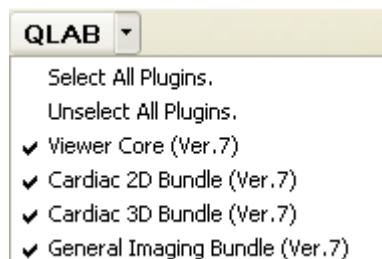 QLAB
Select All Plugins.
Unselect All Plugins.
Viewer Core (Ver.7)
Cardiac 2D Bundle (Ver.7)
Cardiac 3D Bundle (Ver.7)
General Imaging Bundle (Ver.7)